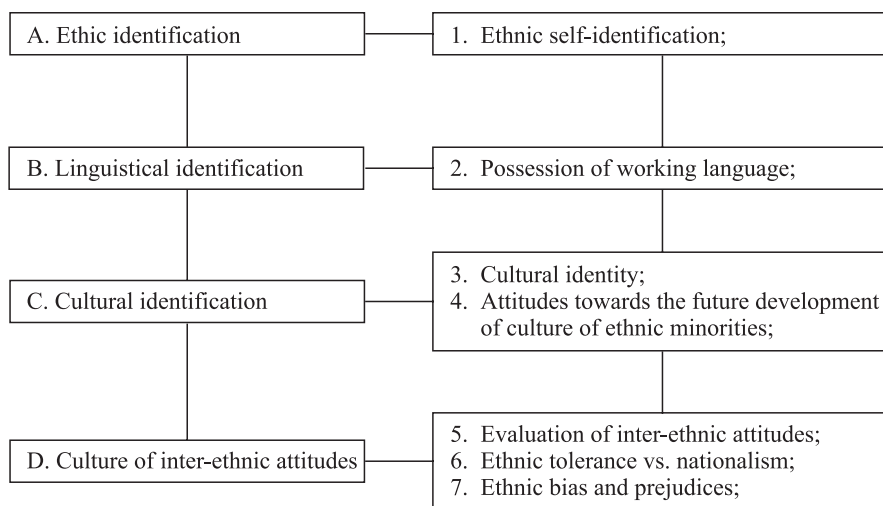 A. Ethic identification
1. Ethnic self-identification;
B. Linguistical identification
2. Possession of working language;
C. Cultural identification
3. Cultural identity;
4. Attitudes towards the future development
of culture of ethnic minorities;
D. Culture of inter-ethnic attitudes
5. Evaluation of inter-ethnic attitudes;
6. Ethnic tolerance vs. nationalism;
7. Ethnic bias and prejudices;